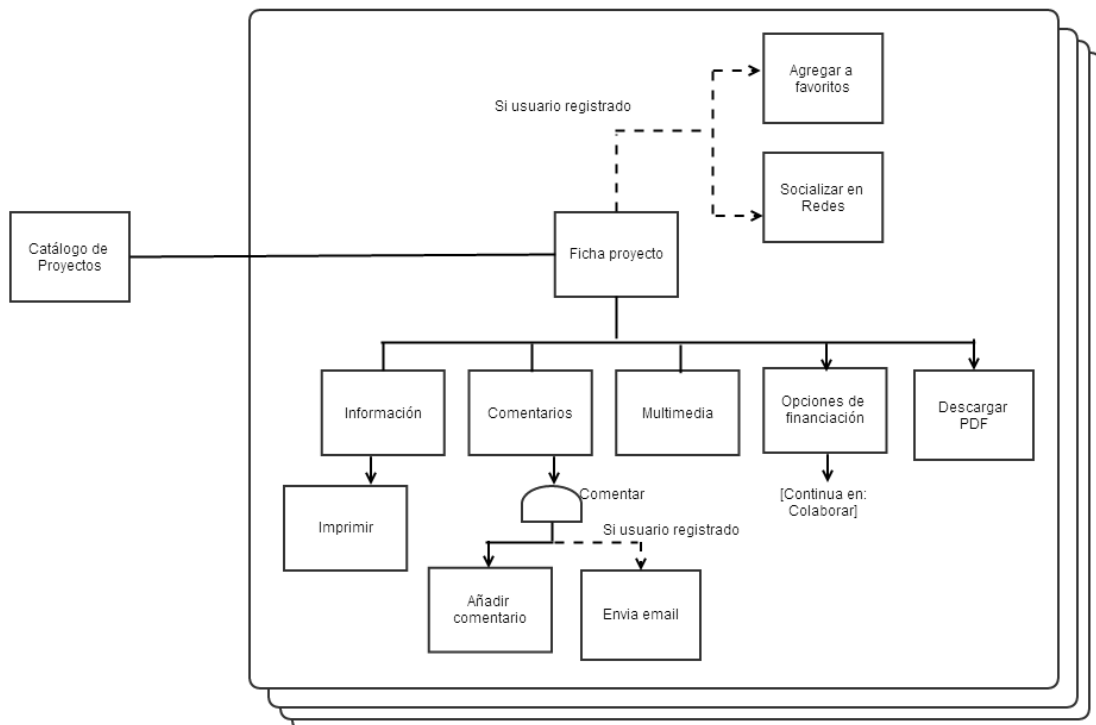 Agregar a
favoritos
Si usuario registrado
Socializar en
Redes
Catálogo de
Proyectos
Ficha proyecto
Información
Comentarios
Multimedia
Opciones de
financiación
Descargar
PDF
Imprimir
Comentar
[Continua en:
Colaborar]
Si usuario registrado
Añadir
comentario
Envia email